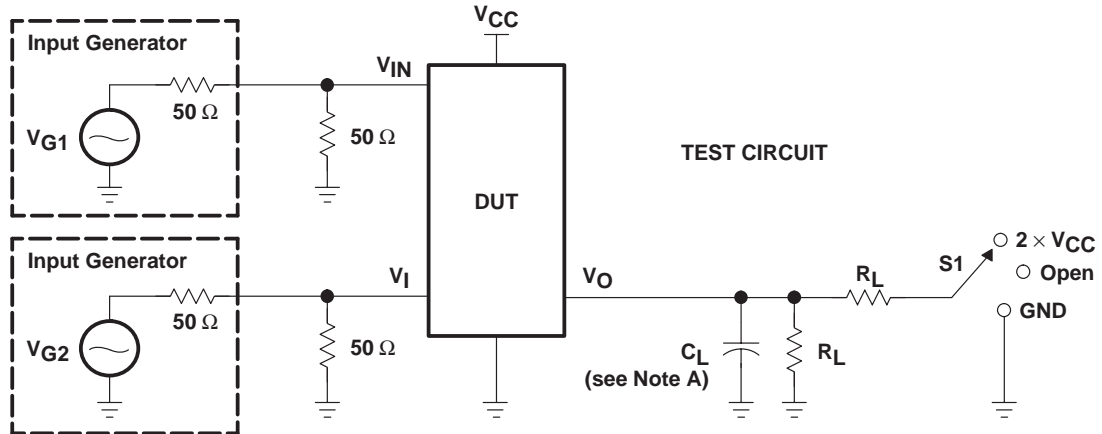 Input Generator
VG1
50 Ω
VIN
50 Ω
VCC
DUT
TEST CIRCUIT
Input Generator
VG2
50 Ω
VI
50 Ω
VO
CL
(see Note A)
RL
RL
S1
2 × VCC
Open
GND